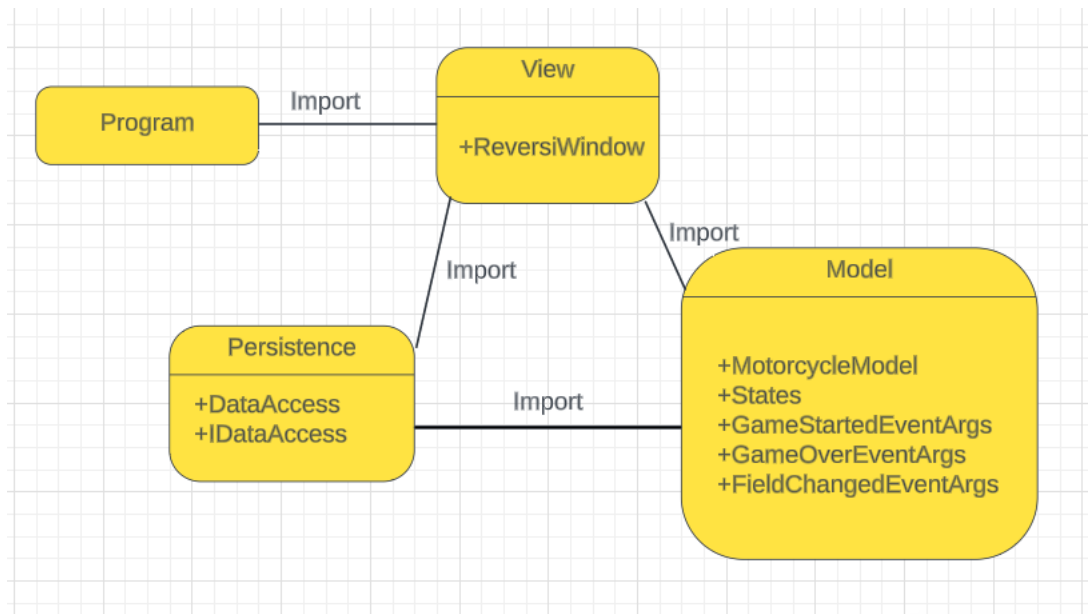 View
Import
Program
+ReversiWindow
Import
Import
Model
Persistence
+DataAccess
+IDataAccess
Import
+MotorcycleModel
+States
+GameStartedEventArgs
+GameOverEventArgs
+FieldChangedEventArgs